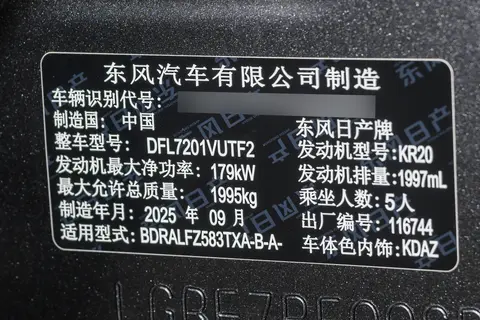 东风汽车有限公司制造
车辆识别代号:
制造国: 中国 东风日产牌
整车型号: DFL7201VUTF2 发动机型号: KR20
发动机最大净功率: 179kW 发动机排量: 1997mL
最大允许总质量: 1995kg 乘坐人数: 5人
制造年月: 2025 年 09 月 出厂编号: 116744
适用型号: BDRALFZ583TXA-B-A- 车体色内饰: KDAZ